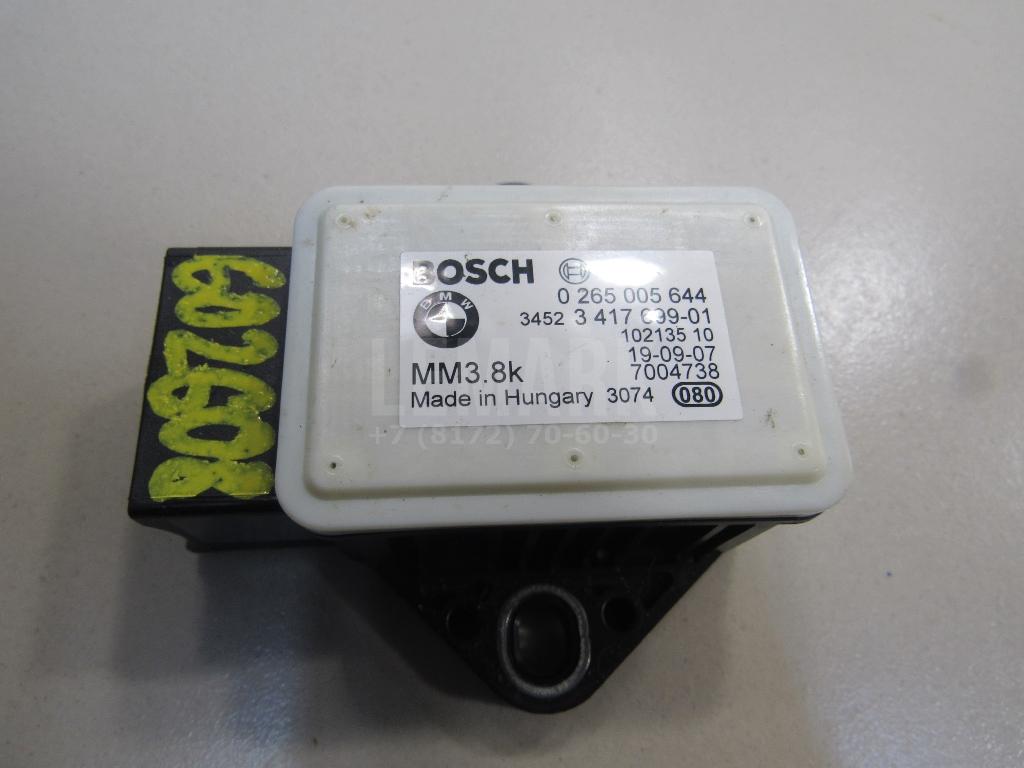 BOSCH
BMW
0 265 005 644
3452 3 417 699-01
102135 10
19-09-07
MM3.8k
7004738
Made in Hungary 3074 080
602608
+7 (8172) 70-60-30